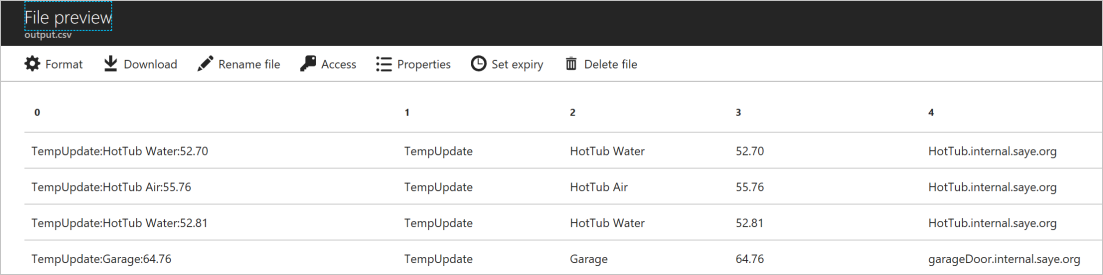 File preview
output.csv
Format Download Rename file Access Properties Set expiry Delete file
0 1 2 3 4
TempUpdate:HotTub Water:52.70 TempUpdate HotTub Water 52.70 HotTub.internal.saye.org
TempUpdate:HotTub Air:55.76 TempUpdate HotTub Air 55.76 HotTub.internal.saye.org
TempUpdate:HotTub Water:52.81 TempUpdate HotTub Water 52.81 HotTub.internal.saye.org
TempUpdate:Garage:64.76 TempUpdate Garage 64.76 garageDoor.internal.saye.org